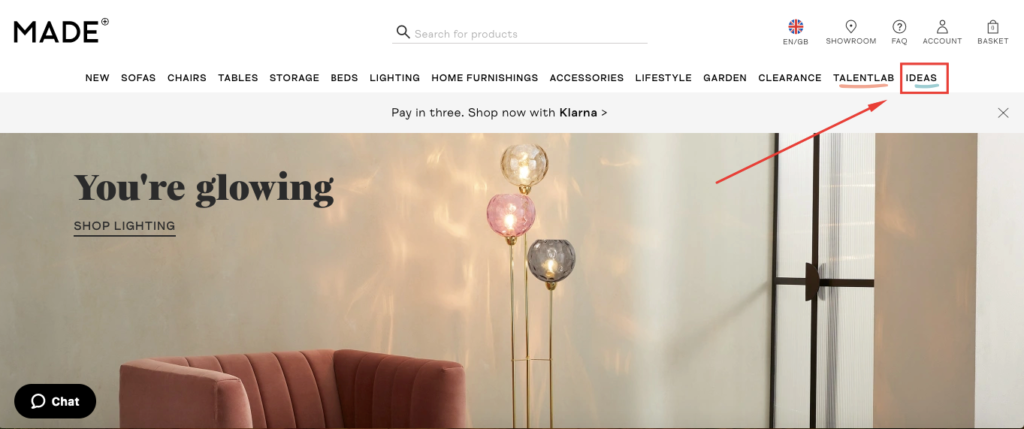 MADE
Search for products
EN/GB SHOWROOM FAQ ACCOUNT 0 BASKET
NEW SOFAS CHAIRS TABLES STORAGE BEDS LIGHTING HOME FURNISHINGS ACCESSORIES LIFESTYLE GARDEN CLEARANCE TALENTLAB IDEAS
Pay in three. Shop now with Klarna >
You're glowing
SHOP LIGHTING
Chat